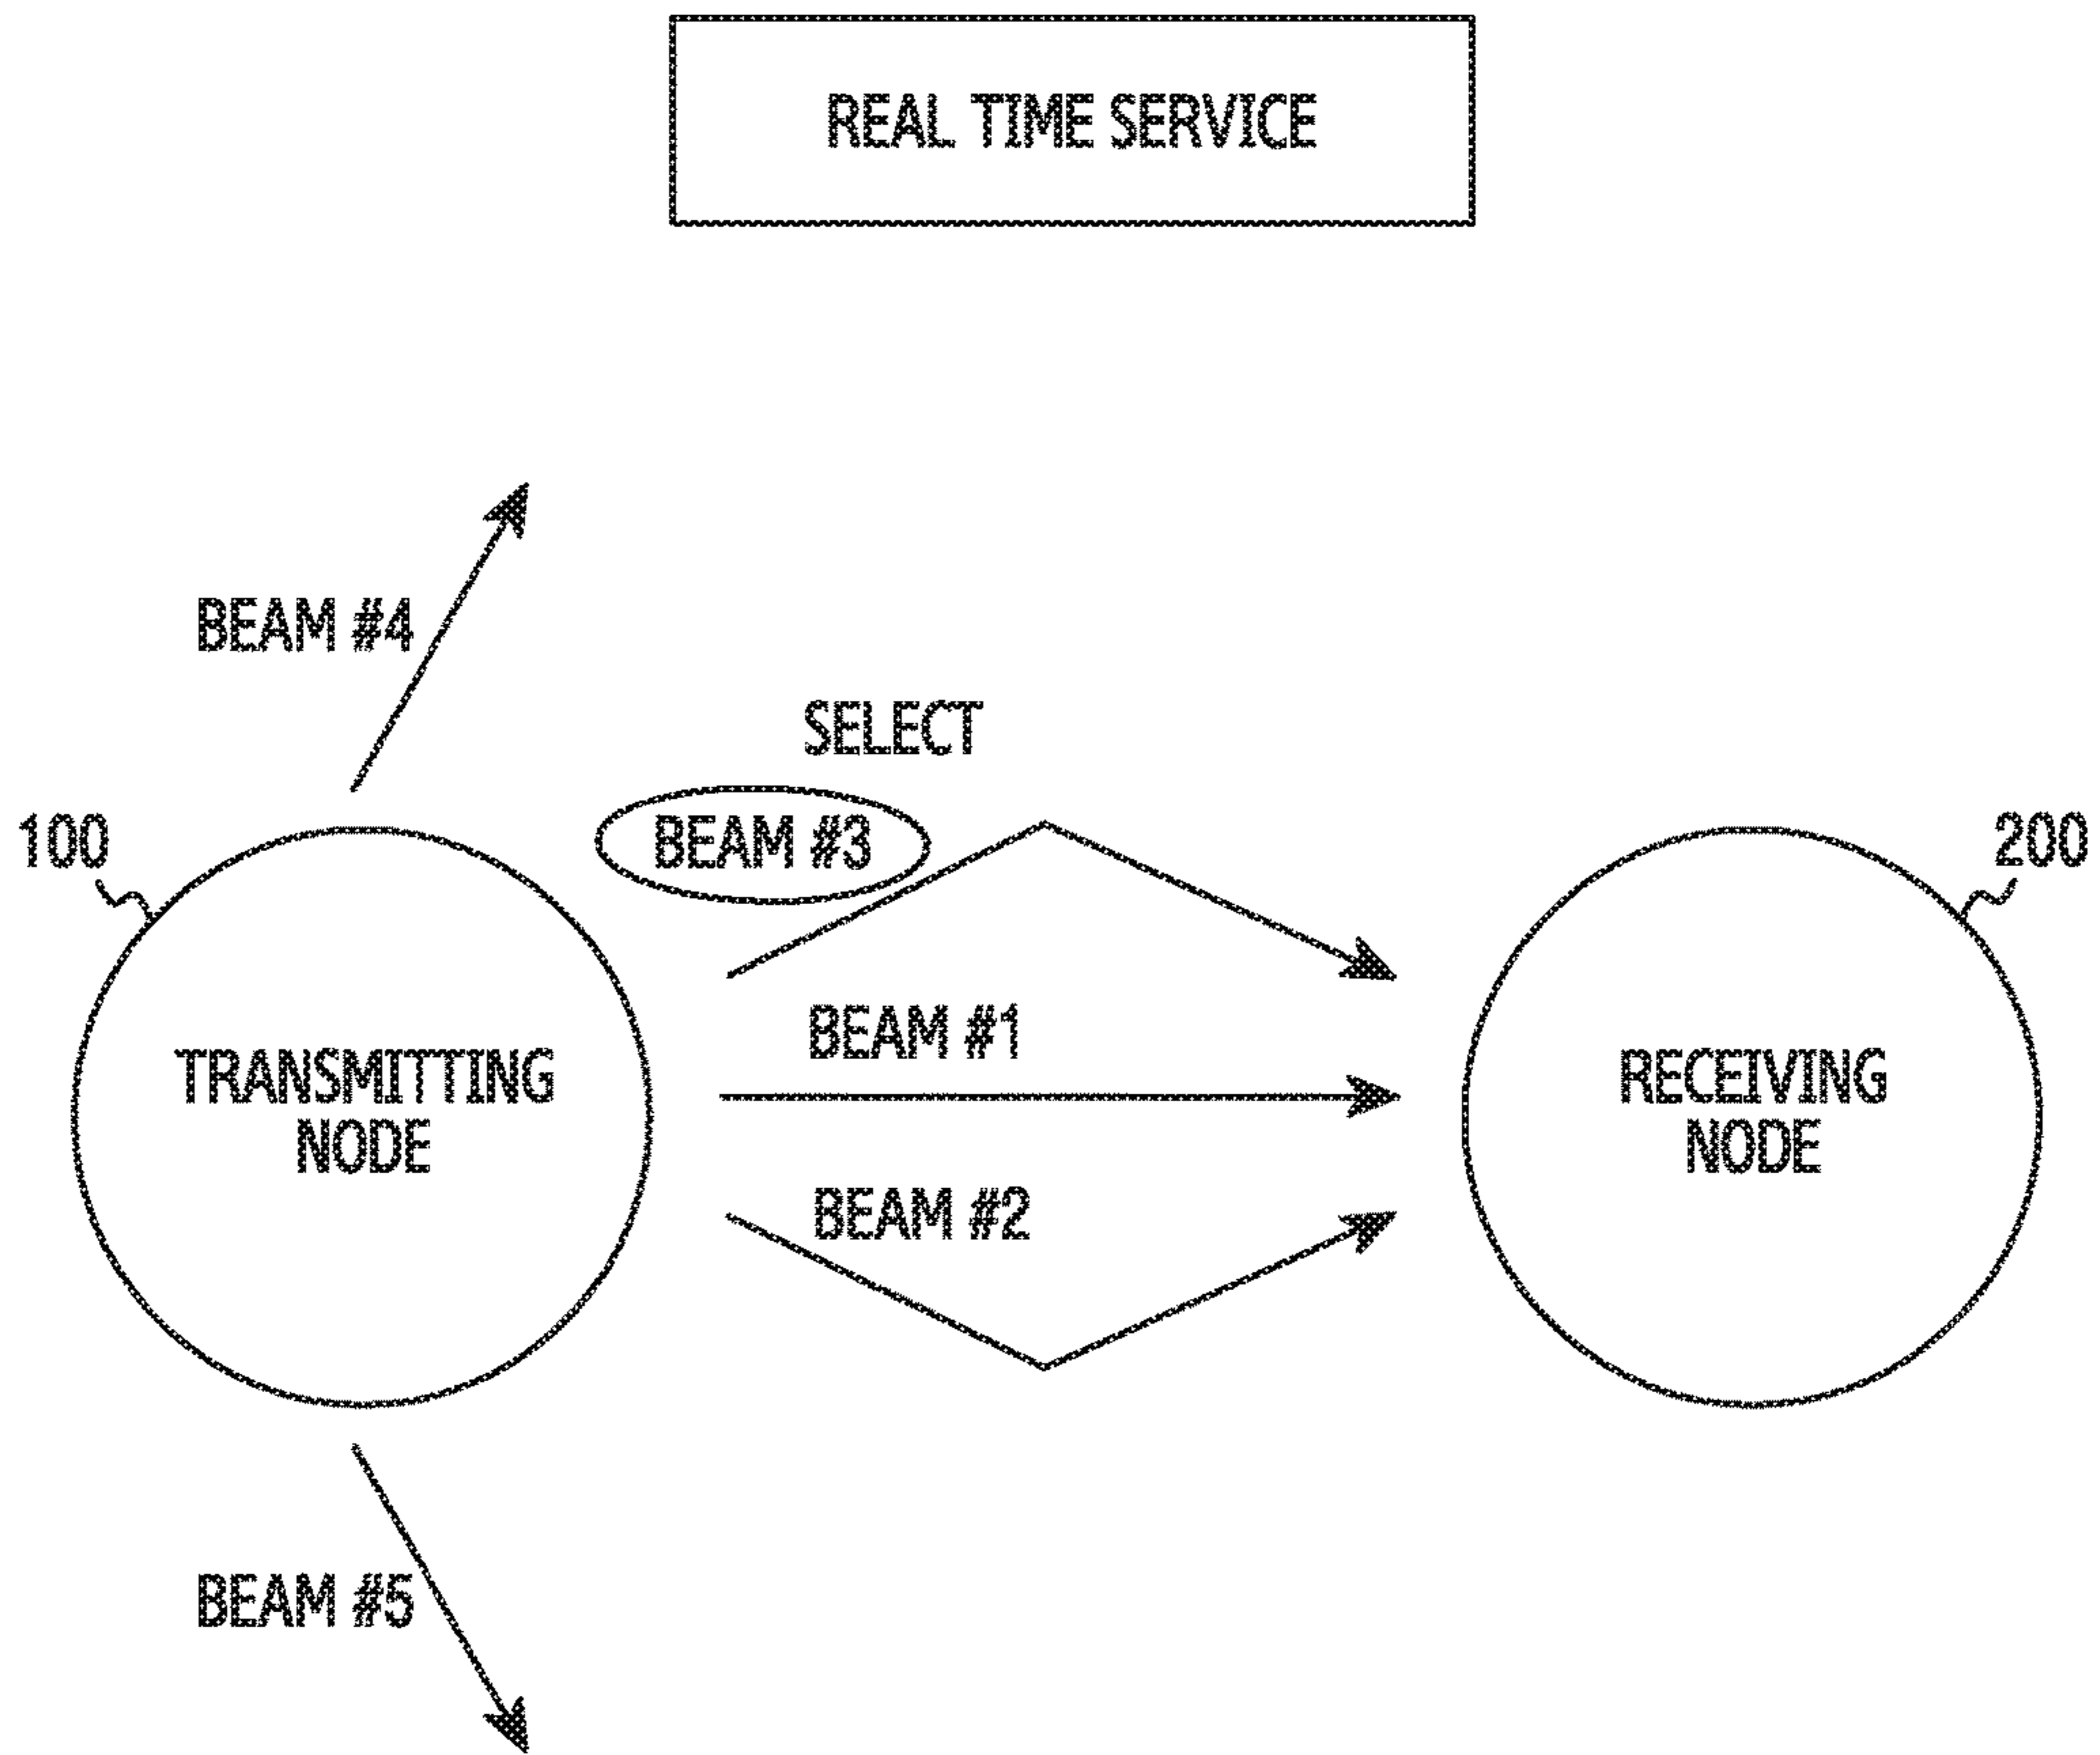 REAL TIME SERVICE
BEAM #4
SELECT
BEAM #3
100
200
BEAM #1
TRANSMITTING
NODE
RECEIVING
NODE
BEAM #2
BEAM #5